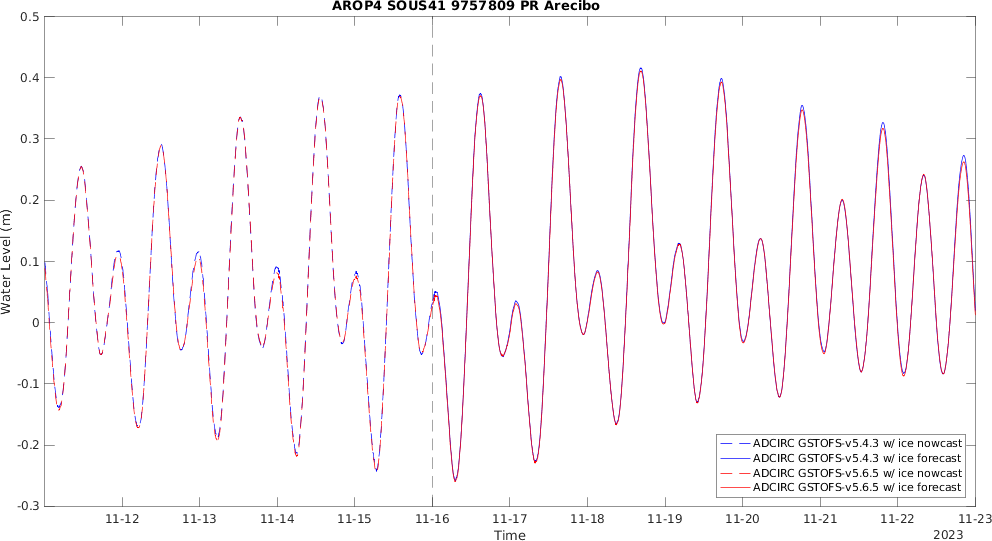 AROP4 SOUS41 9757809 PR Arecibo
0.5
0.4
0.3
0.2
0.1
0
-0.1
-0.2
-0.3
Water Level (m)
11-12 11-13 11-14 11-15 11-16 11-17 11-18 11-19 11-20 11-21 11-22 11-23
Time
2023
ADCIRC GSTOFS-v5.4.3 w/ ice nowcast
ADCIRC GSTOFS-v5.4.3 w/ ice forecast
ADCIRC GSTOFS-v5.6.5 w/ ice nowcast
ADCIRC GSTOFS-v5.6.5 w/ ice forecast